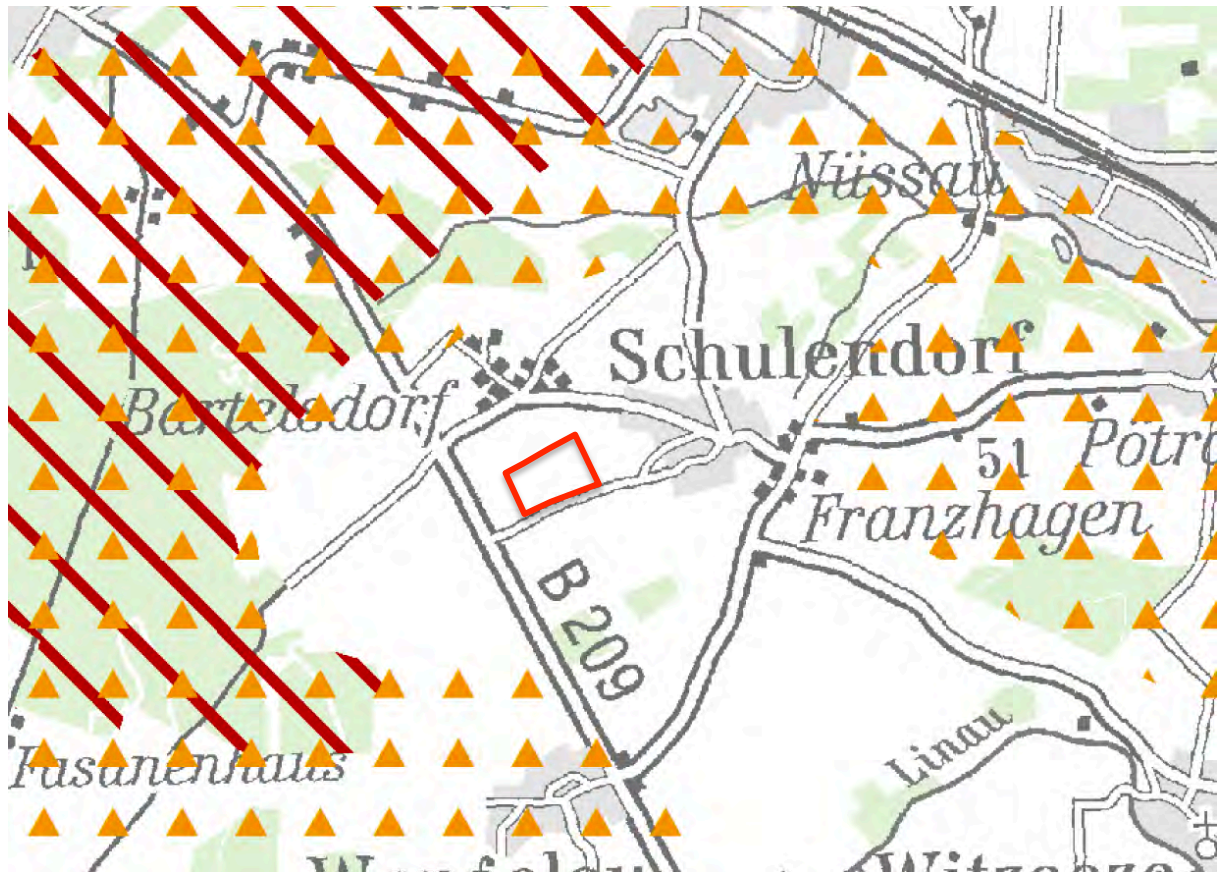 Nüssau
Schulendorf
Bartelsdorf
51
Franzhagen
B 209
Linau
Fasanenhaus